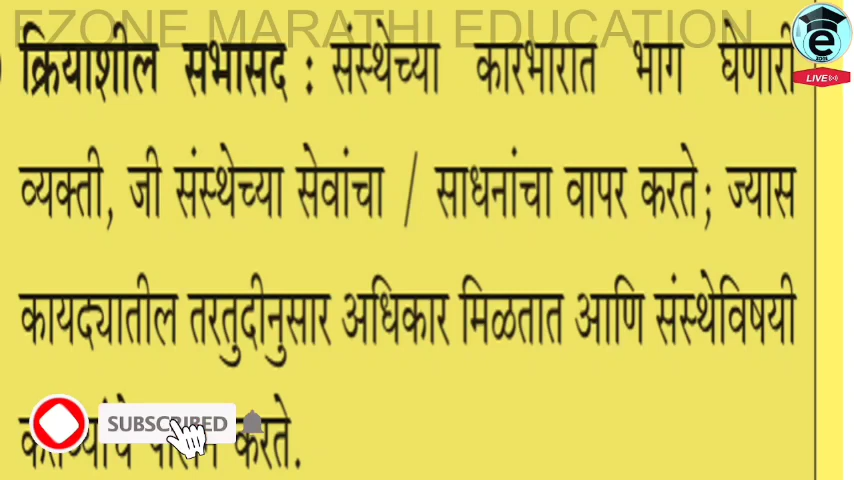 EZONE MARATHI EDUCATION
क्रियाशील सभासद : संस्थेच्या कारभारात भाग घेणारी
व्यक्ती, जी संस्थेच्या सेवांचा / साधनांचा वापर करते; ज्यास
कायद्यातील तरतुदीनुसार अधिकार मिळतात आणि संस्थेविषयी
करते.
SUBSCRIBED
e
ZONE
LIVE